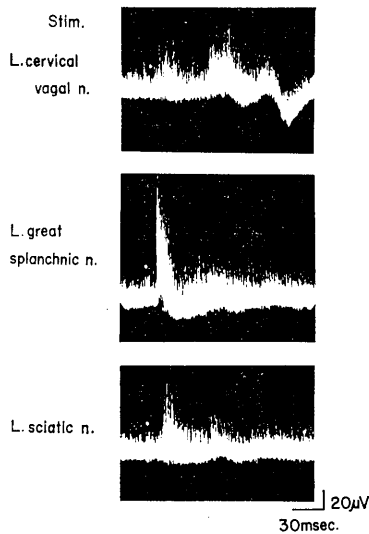 Stim.
L. cervical
vagal n.
L. great
splanchnic n.
L. sciatic n.
20μV
30msec.